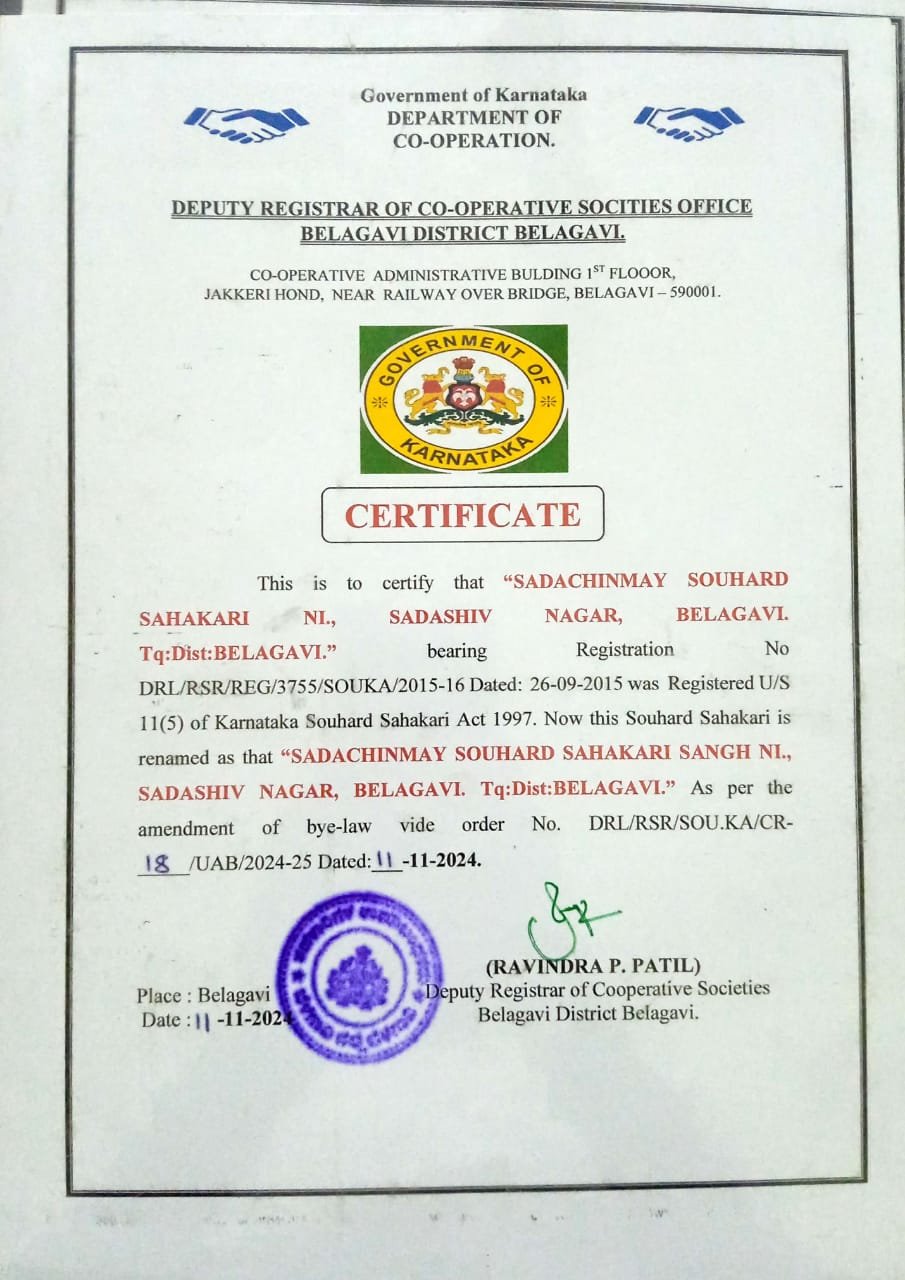 Government of Karnataka
DEPARTMENT OF
CO-OPERATION.
DEPUTY REGISTRAR OF CO-OPERATIVE SOCITIES OFFICE
BELAGAVI DISTRICT BELAGAVI.
CO-OPERATIVE ADMINISTRATIVE BULDING 1ST FLOOOR,
JAKKERI HOND, NEAR RAILWAY OVER BRIDGE, BELAGAVI – 590001.
GOVERNMENT OF
KARNATAKA
CERTIFICATE
This is to certify that “SADACHINMAY SOUHARD
SAHAKARI NI., SADASHIV NAGAR, BELAGAVI.
Tq:Dist:BELAGAVI.” bearing Registration No
DRL/RSR/REG/3755/SOUKA/2015-16 Dated: 26-09-2015 was Registered U/S
11(5) of Karnataka Souhard Sahakari Act 1997. Now this Souhard Sahakari is
renamed as that “SADACHINMAY SOUHARD SAHAKARI SANGH NI.,
SADASHIV NAGAR, BELAGAVI. Tq:Dist:BELAGAVI.” As per the
amendment of bye-law vide order No. DRL/RSR/SOU.KA/CR-
18/UAB/2024-25 Dated:11-11-2024.
(RAVINDRA P. PATIL)
Place : Belagavi Deputy Registrar of Cooperative Societies
Date :11-11-2024 Belagavi District Belagavi.